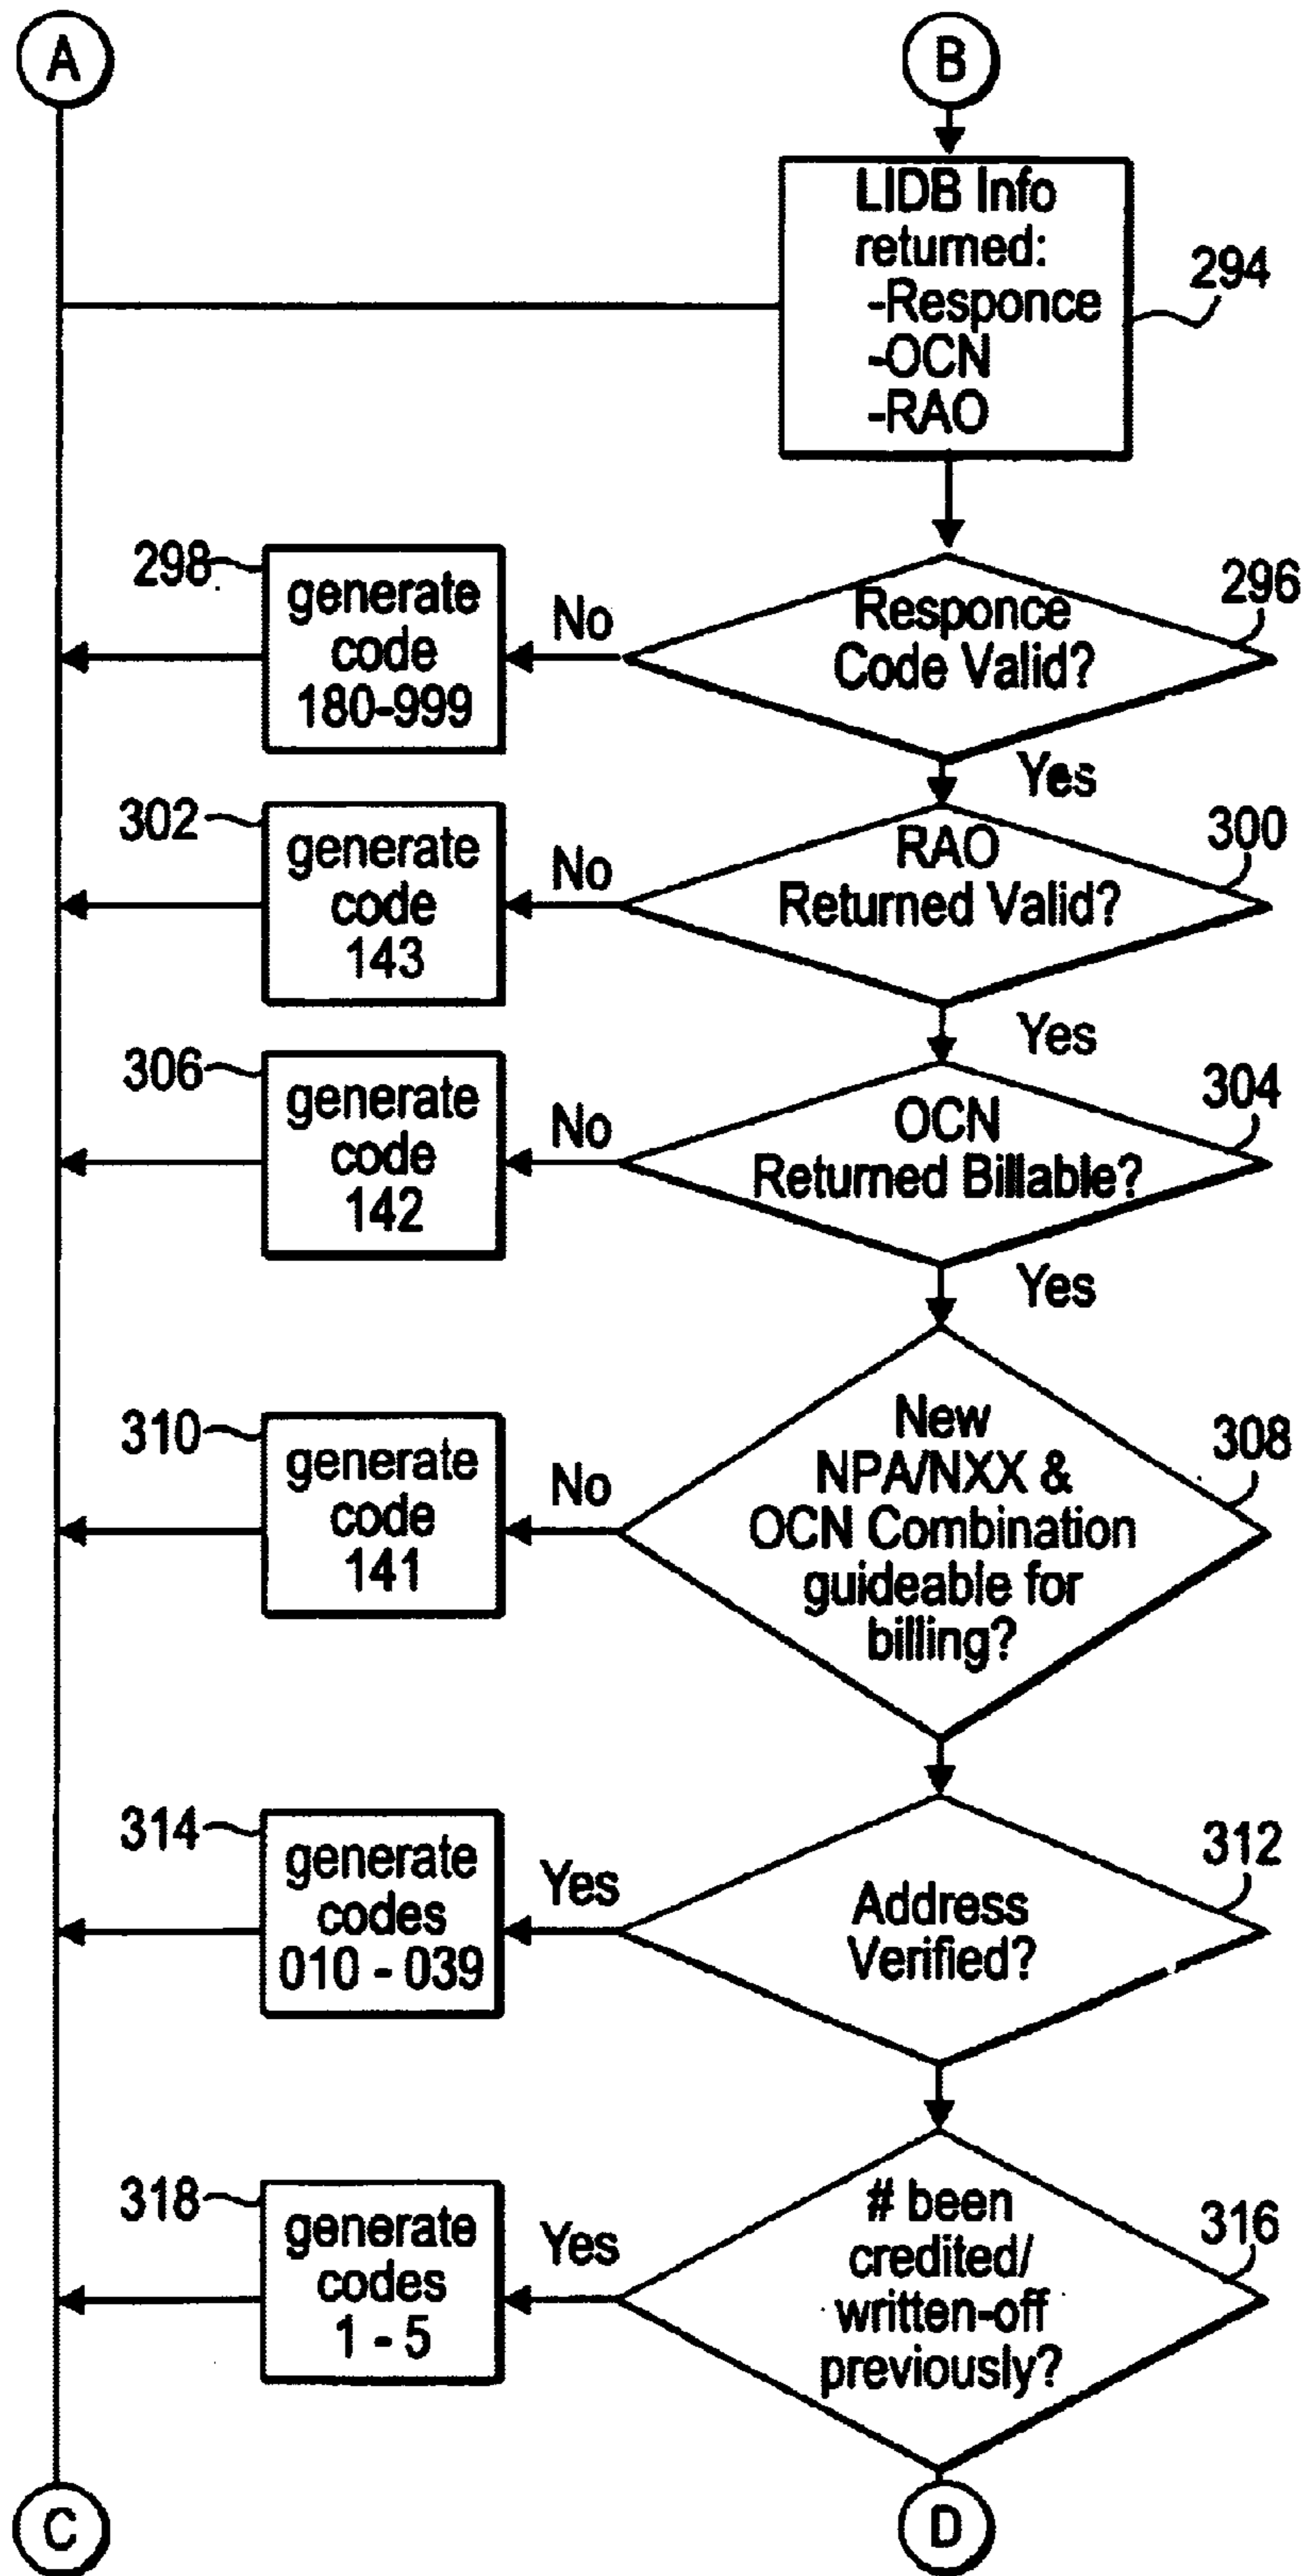 A
B
LIDB Info
returned:
-Responce
-OCN
-RAO
294
298
generate
code
180-999
No
Responce
Code Valid?
296
Yes
302
generate
code
143
No
RAO
Returned Valid?
300
Yes
306
generate
code
142
No
OCN
Returned Billable?
304
Yes
310
generate
code
141
No
New
NPA/NXX &
OCN Combination
guideable for
billing?
308
314
generate
codes
010 - 039
Yes
Address
Verified?
312
318
generate
codes
1 - 5
Yes
# been
credited/
written-off
previously?
316
C
D